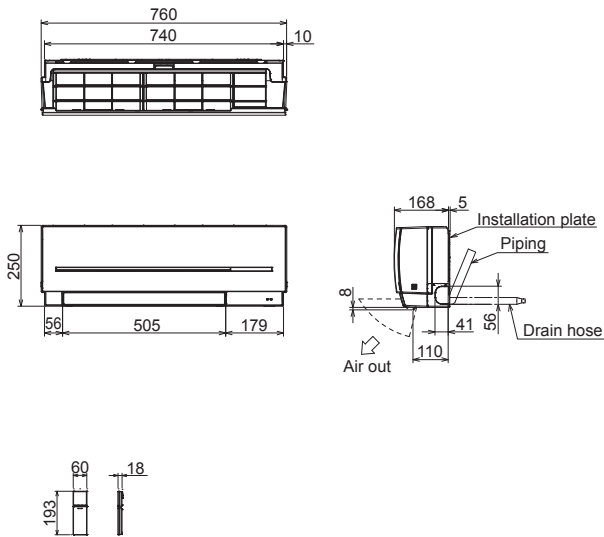 760
740 10
168 5
Installation plate
Piping
250
8
56 505 179
41
56
Drain hose
110
Air out
60 18
193